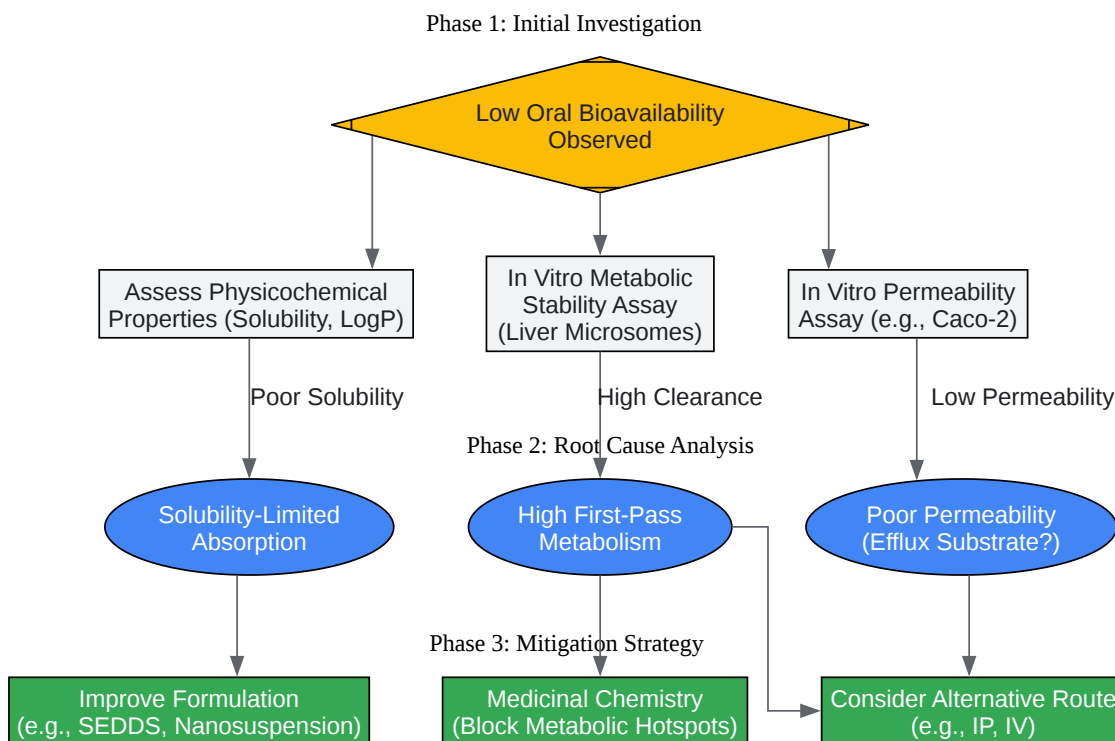 Phase 1: Initial Investigation
Low Oral Bioavailability
Observed
Assess Physicochemical
Properties (Solubility, LogP)
In Vitro Metabolic
Stability Assay
(Liver Microsomes)
In Vitro Permeability
Assay (e.g., Caco-2)
Poor Solubility
High Clearance
Low Permeability
Phase 2: Root Cause Analysis
Solubility-Limited
Absorption
High First-Pass
Metabolism
Poor Permeability
(Efflux Substrate?)
Phase 3: Mitigation Strategy
Improve Formulation
(e.g., SEDDS, Nanosuspension)
Medicinal Chemistry
(Block Metabolic Hotspots)
Consider Alternative Route
(e.g., IP, IV)